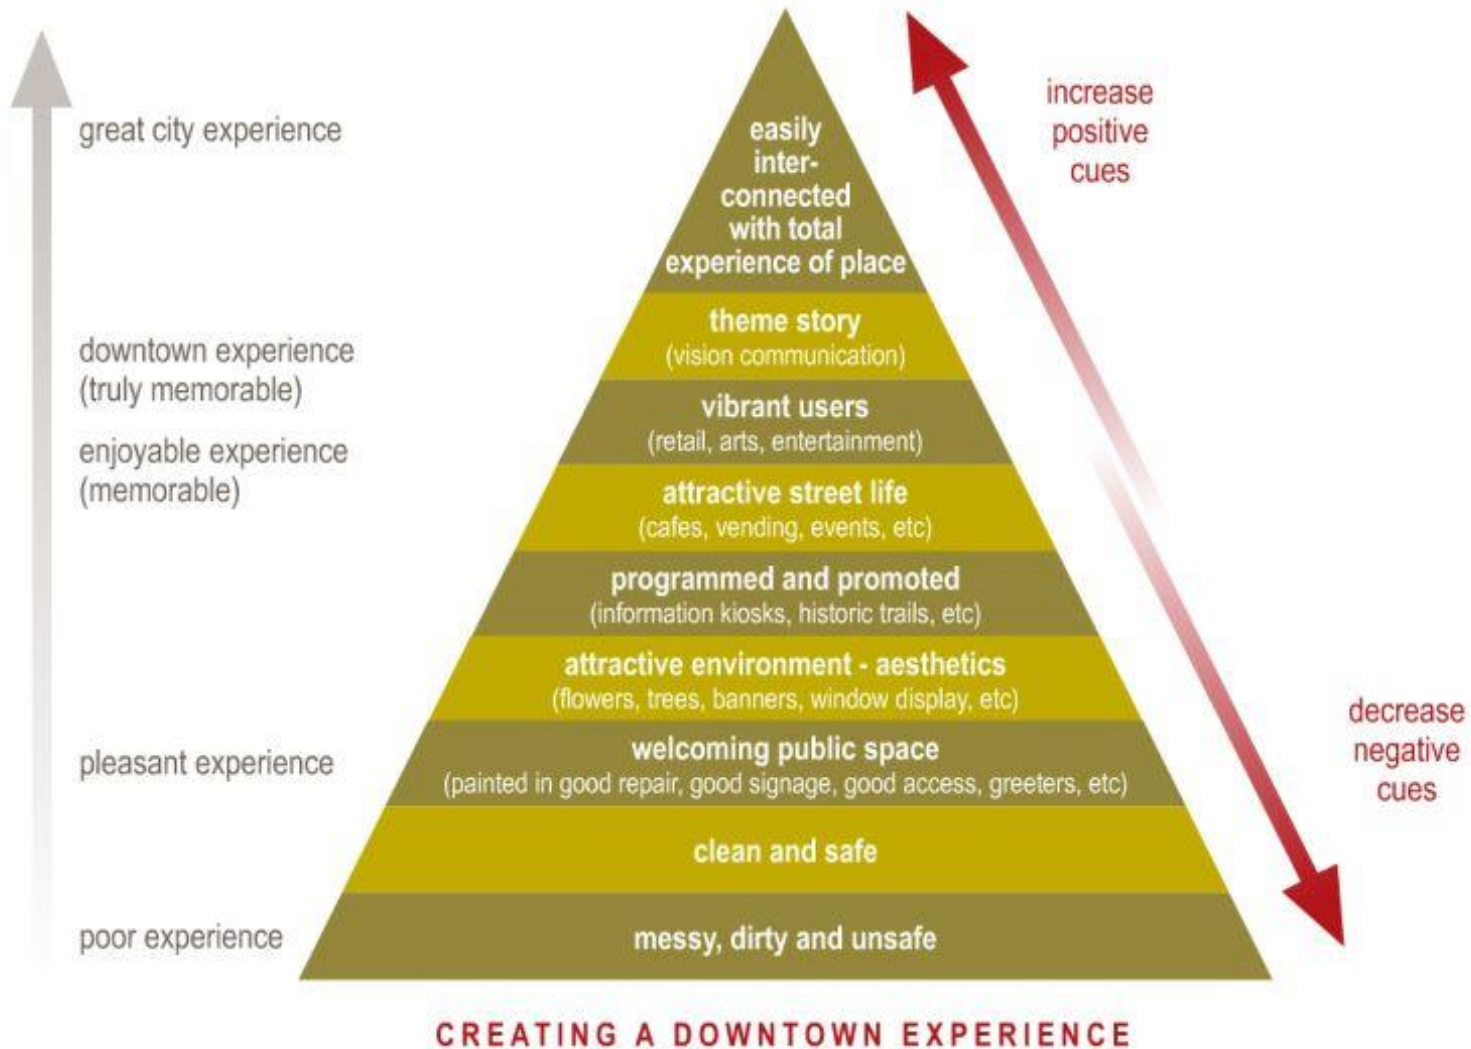 great city experience
downtown experience
(truly memorable)
enjoyable experience
(memorable)
pleasant experience
poor experience
easily
inter-
connected
with total
experience of place
theme story
(vision communication)
vibrant users
(retail, arts, entertainment)
attractive street life
(cafes, vending, events, etc)
programmed and promoted
(information kiosks, historic trails, etc)
attractive environment - aesthetics
(flowers, trees, banners, window display, etc)
welcoming public space
(painted in good repair, good signage, good access, greeters, etc)
clean and safe
messy, dirty and unsafe
increase
positive
cues
decrease
negative
cues
CREATING A DOWNTOWN EXPERIENCE